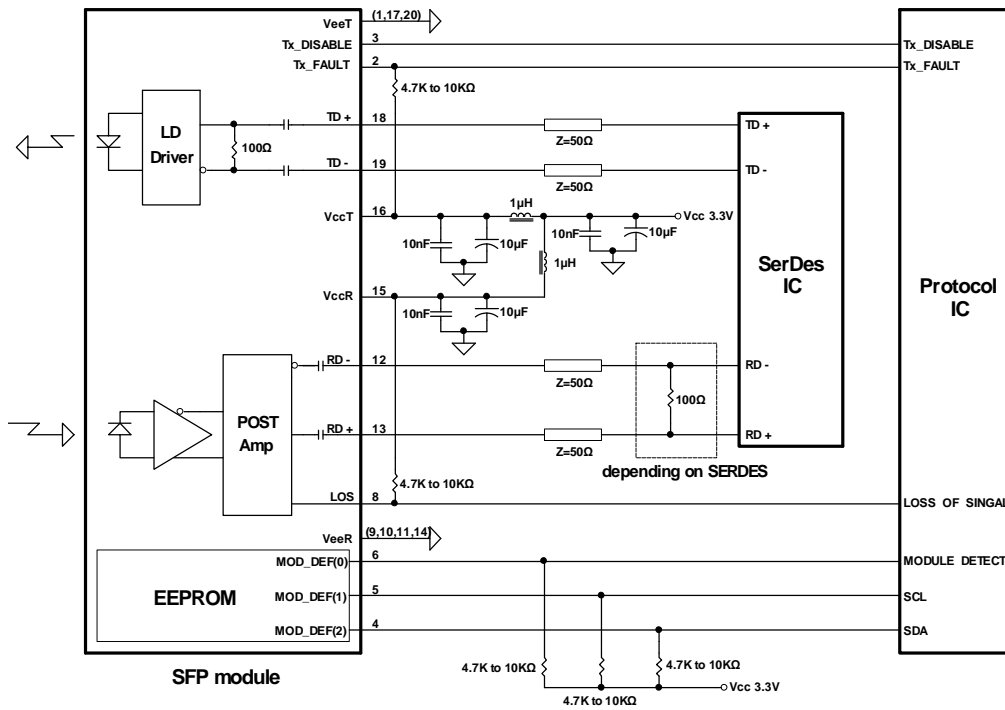 VeeT (1,17,20)
Tx_DISABLE 3 Tx_DISABLE
Tx_FAULT 2 Tx_FAULT
4.7K to 10KΩ
LD
Driver
100Ω
TD + 18 TD +
Z=50Ω
TD - 19 TD -
Z=50Ω
1µH
VccT 16 Vcc 3.3V
10nF 10µF 10nF 10µF
1µH
SerDes
IC
Protocol
IC
VccR 15
10nF 10µF
RD - 12 RD -
Z=50Ω
100Ω
POST
Amp
RD + 13 RD +
Z=50Ω
depending on SERDES
4.7K to 10KΩ
LOS 8 LOSS OF SINGAL
VeeR (9,10,11,14)
MOD_DEF(0) 6 MODULE DETECT
EEPROM
MOD_DEF(1) 5 SCL
MOD_DEF(2) 4 SDA
4.7K to 10KΩ 4.7K to 10KΩ
4.7K to 10KΩ
Vcc 3.3V
SFP module